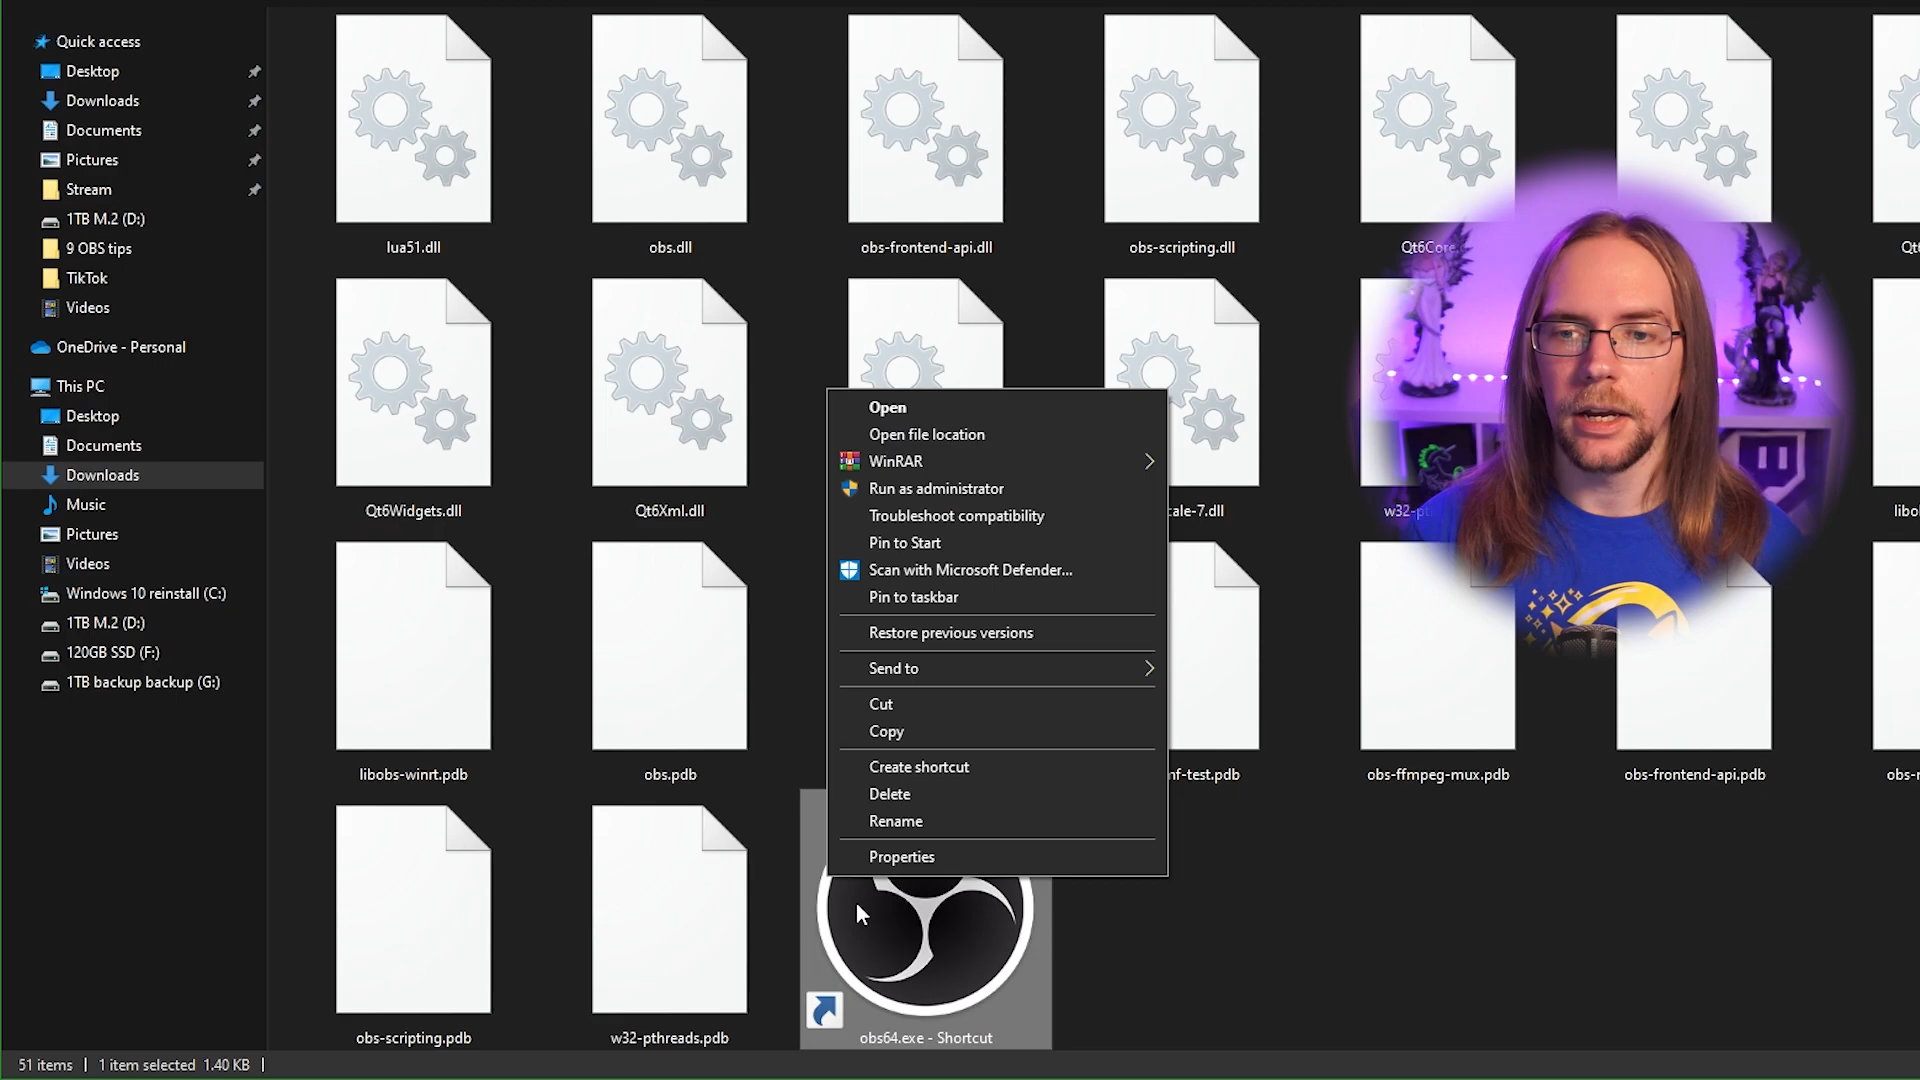 Quick access
Desktop
Downloads
Documents
Pictures
Stream
1TB M.2 (D:)
9 OBS tips
TikTok
Videos
OneDrive - Personal
This PC
Desktop
Documents
Downloads
Music
Pictures
Videos
Windows 10 reinstall (C:)
1TB M.2 (D:)
120GB SSD (F:)
1TB backup backup (G:)
lua51.dll
obs.dll
obs-frontend-api.dll
obs-scripting.dll
Qt6Core
Qt6Widgets.dll
Qt6Xml.dll
cale-7.dll
w32-pt
libo
libobs-winrt.pdb
obs.pdb
nf-test.pdb
obs-ffmpeg-mux.pdb
obs-frontend-api.pdb
obs-scripting.pdb
w32-pthreads.pdb
obs64.exe - Shortcut
Open
Open file location
WinRAR
Run as administrator
Troubleshoot compatibility
Pin to Start
Scan with Microsoft Defender...
Pin to taskbar
Restore previous versions
Send to
Cut
Copy
Create shortcut
Delete
Rename
Properties
51 items
1 item selected 1.40 KB